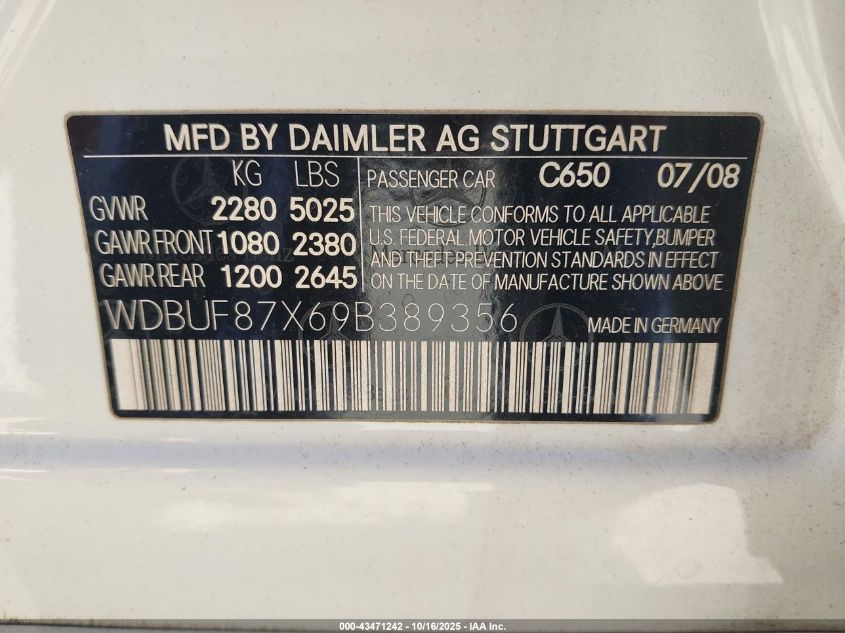 MFD BY DAIMLER AG STUTTGART
KG LBS
GVWR 2280 5025
GAWR FRONT 1080 2380
GAWR REAR 1200 2645
PASSENGER CAR C650 07/08
THIS VEHICLE CONFORMS TO ALL APPLICABLE
U.S. FEDERAL MOTOR VEHICLE SAFETY,BUMPER
AND THEFT PREVENTION STANDARDS IN EFFECT
ON THE DATE OF MANUFACTURE SHOWN ABOVE
WDBUF87X69B389356
MADE IN GERMANY
000-43471242 - 10/16/2025 - IAA Inc.